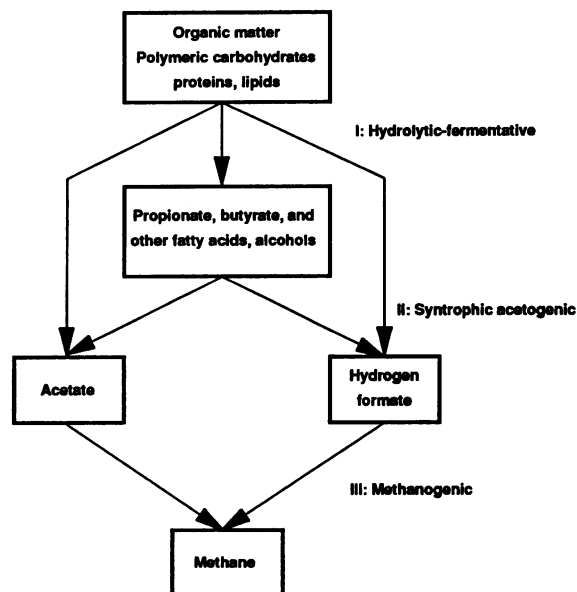 Organic matter
Polymeric carbohydrates
proteins, lipids
I: Hydrolytic-fermentative
Propionate, butyrate, and
other fatty acids, alcohols
II: Syntrophic acetogenic
Acetate
Hydrogen
formate
III: Methanogenic
Methane